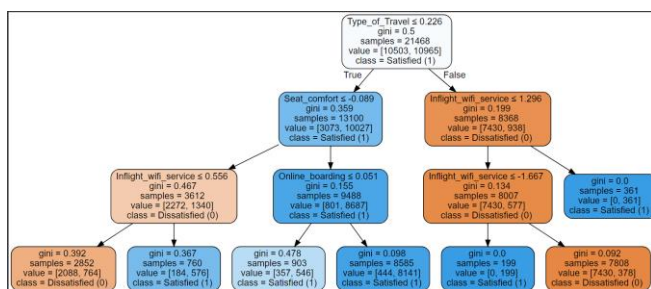 Type_of_Travel ≤ 0.226
gini = 0.5
samples = 21468
value = [10503, 10965]
class = Satisfied (1)
True
False
Seat_comfort ≤ -0.089
gini = 0.359
samples = 13100
value = [3073, 10027]
class = Satisfied (1)
Inflight_wifi_service ≤ 1.296
gini = 0.199
samples = 8368
value = [7430, 938]
class = Dissatisfied (0)
Inflight_wifi_service ≤ 0.556
gini = 0.467
samples = 3612
value = [2272, 1340]
class = Dissatisfied (0)
Online_boarding ≤ 0.051
gini = 0.155
samples = 9488
value = [801, 8687]
class = Satisfied (1)
Inflight_wifi_service ≤ -1.667
gini = 0.134
samples = 8007
value = [7430, 577]
class = Dissatisfied (0)
gini = 0.0
samples = 361
value = [0, 361]
class = Satisfied (1)
gini = 0.392
samples = 2852
value = [2088, 764]
class = Dissatisfied (0)
gini = 0.367
samples = 760
value = [184, 576]
class = Satisfied (1)
gini = 0.478
samples = 903
value = [357, 546]
class = Satisfied (1)
gini = 0.098
samples = 8585
value = [444, 8141]
class = Satisfied (1)
gini = 0.0
samples = 199
value = [0, 199]
class = Satisfied (1)
gini = 0.092
samples = 7808
value = [7430, 378]
class = Dissatisfied (0)